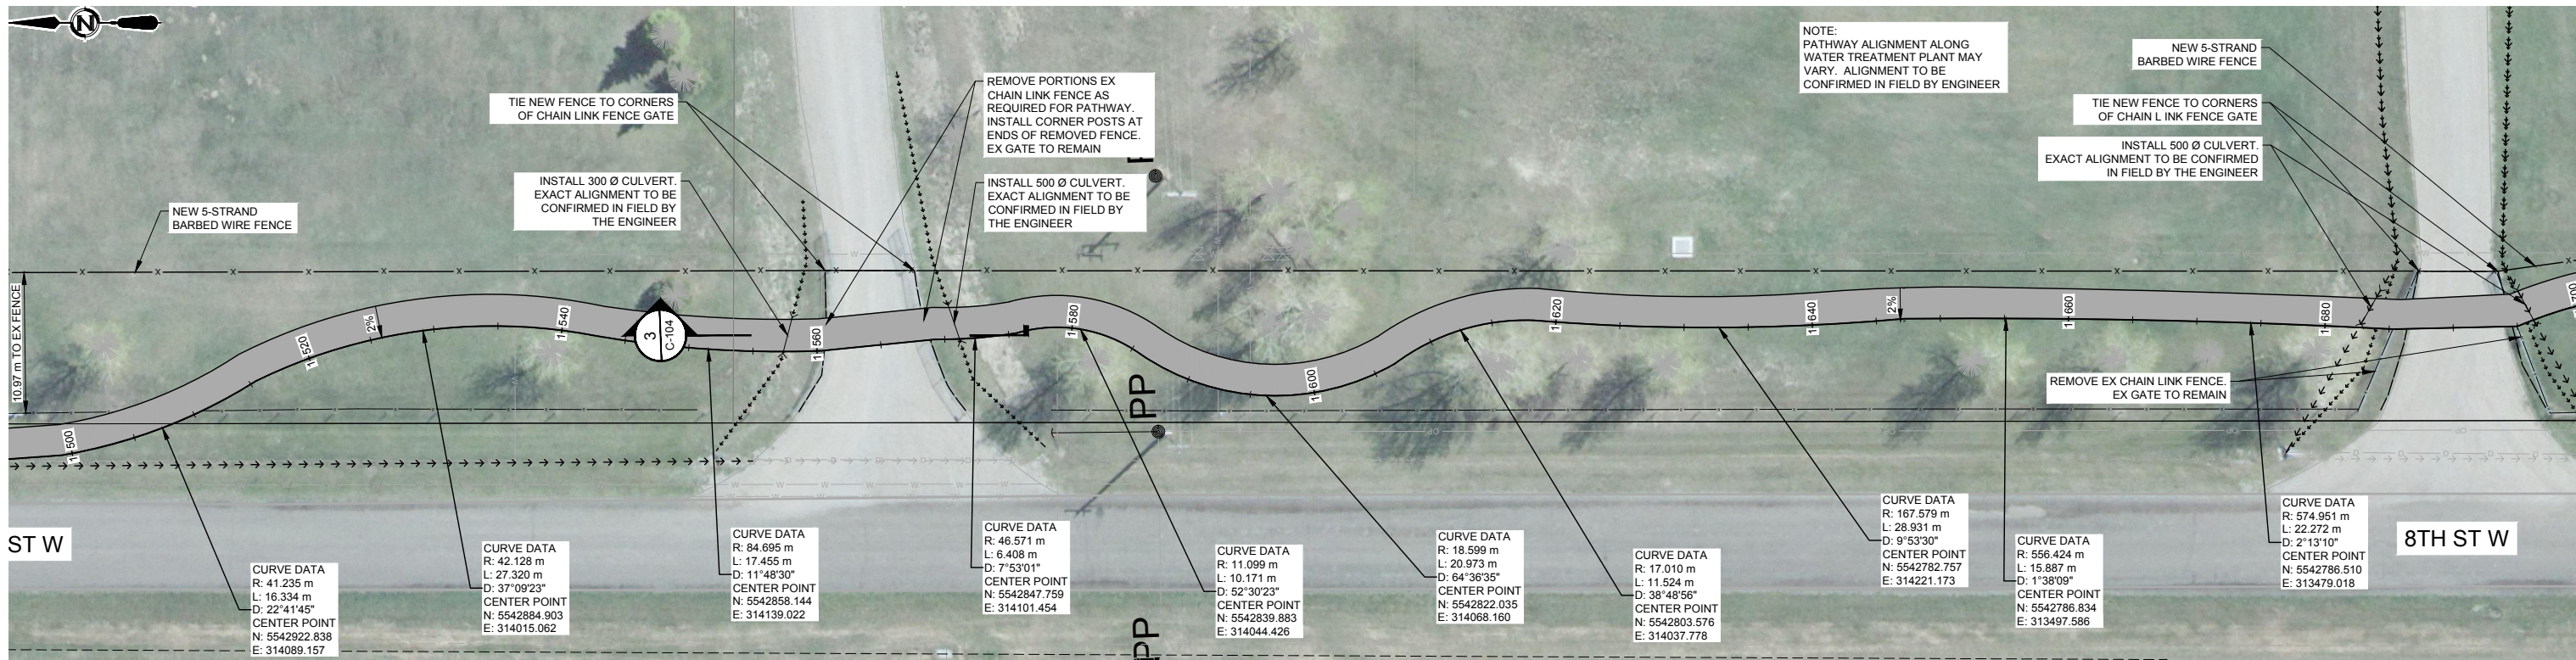 N
NOTE:
PATHWAY ALIGNMENT ALONG
WATER TREATMENT PLANT MAY
VARY. ALIGNMENT TO BE
CONFIRMED IN FIELD BY ENGINEER
NEW 5-STRAND
BARBED WIRE FENCE
REMOVE PORTIONS EX
CHAIN LINK FENCE AS
REQUIRED FOR PATHWAY.
INSTALL CORNER POSTS AT
ENDS OF REMOVED FENCE.
EX GATE TO REMAIN
TIE NEW FENCE TO CORNERS
OF CHAIN LINK FENCE GATE
TIE NEW FENCE TO CORNERS
OF CHAIN L INK FENCE GATE
INSTALL 500 Ø CULVERT.
EXACT ALIGNMENT TO BE CONFIRMED
IN FIELD BY THE ENGINEER
INSTALL 300 Ø CULVERT.
EXACT ALIGNMENT TO BE
CONFIRMED IN FIELD BY
THE ENGINEER
INSTALL 500 Ø CULVERT.
EXACT ALIGNMENT TO BE
CONFIRMED IN FIELD BY
THE ENGINEER
NEW 5-STRAND
BARBED WIRE FENCE
10.97 m TO EX FENCE
1+500
1+520
2%
1+540
3
C-104
1+560
1+580
1+600
1+620
1+640
2%
1+660
1+680
PP
REMOVE EX CHAIN LINK FENCE.
EX GATE TO REMAIN
ST W
8TH ST W
CURVE DATA
R: 41.235 m
L: 16.334 m
D: 22°41'45"
CENTER POINT
N: 5542922.838
E: 314089.157
CURVE DATA
R: 42.128 m
L: 27.320 m
D: 37°09'23"
CENTER POINT
N: 5542884.903
E: 314015.062
CURVE DATA
R: 84.695 m
L: 17.455 m
D: 11°48'30"
CENTER POINT
N: 5542858.144
E: 314139.022
CURVE DATA
R: 46.571 m
L: 6.408 m
D: 7°53'01"
CENTER POINT
N: 5542847.759
E: 314101.454
CURVE DATA
R: 11.099 m
L: 10.171 m
D: 52°30'23"
CENTER POINT
N: 5542839.883
E: 314044.426
CURVE DATA
R: 18.599 m
L: 20.973 m
D: 64°36'35"
CENTER POINT
N: 5542822.035
E: 314068.160
CURVE DATA
R: 17.010 m
L: 11.524 m
D: 38°48'56"
CENTER POINT
N: 5542803.576
E: 314037.778
CURVE DATA
R: 167.579 m
L: 28.931 m
D: 9°53'30"
CENTER POINT
N: 5542782.757
E: 314221.173
CURVE DATA
R: 556.424 m
L: 15.887 m
D: 1°38'09"
CENTER POINT
N: 5542786.834
E: 313497.586
CURVE DATA
R: 574.951 m
L: 22.272 m
D: 2°13'10"
CENTER POINT
N: 5542786.510
E: 313479.018
PP